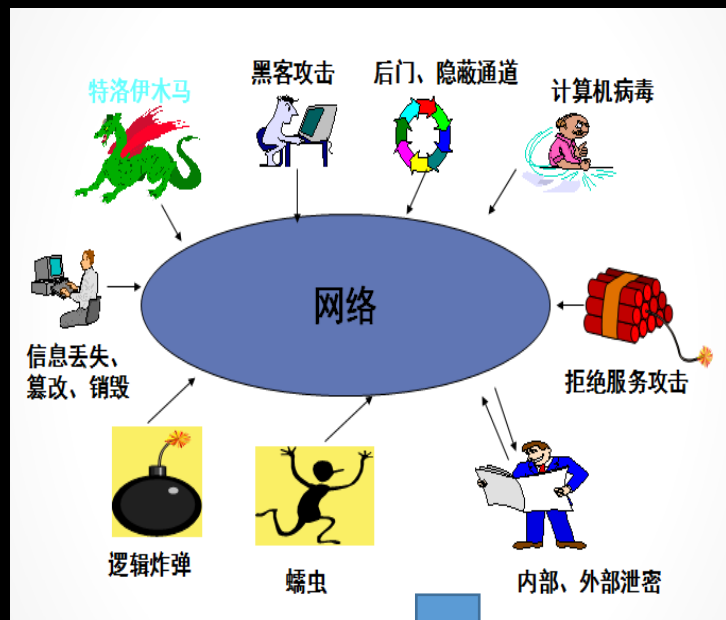 黑客攻击
后门、隐蔽通道
计算机病毒
特洛伊木马
网络
信息丢失、
篡改、销毁
拒绝服务攻击
逻辑炸弹
蠕虫
内部、外部泄密